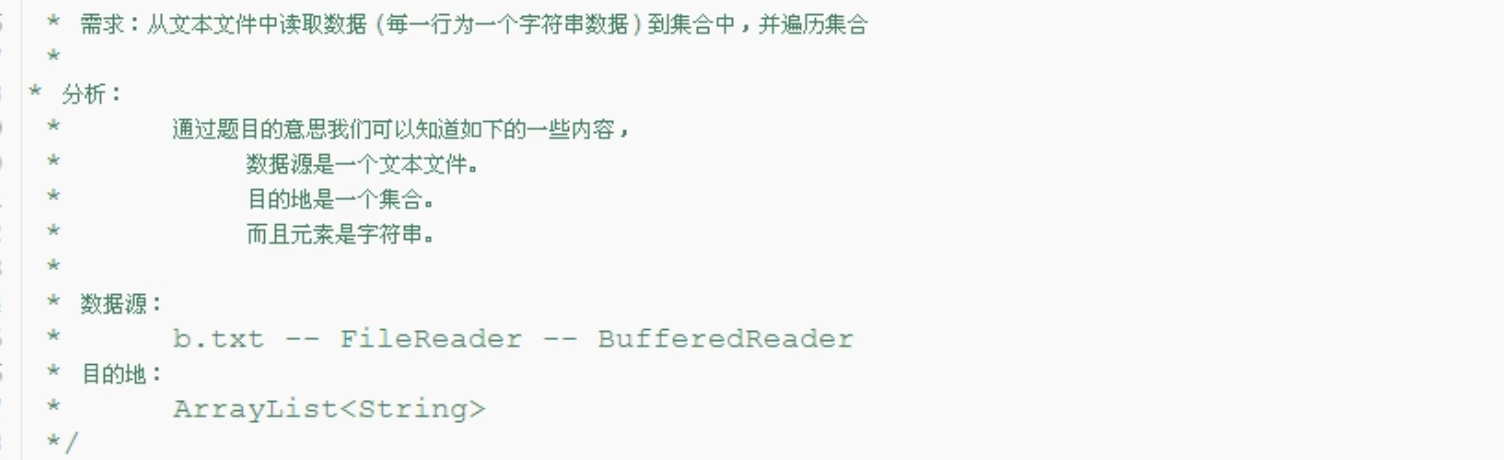 * 需求：从文本文件中读取数据(每一行为一个字符串数据)到集合中，并遍历集合
*
* 分析：
* 通过题目的意思我们可以知道如下的一些内容，
* 数据源是一个文本文件。
* 目的地是一个集合。
* 而且元素是字符串。
*
* 数据源：
* b.txt -- FileReader -- BufferedReader
* 目的地：
* ArrayList<String>
*/